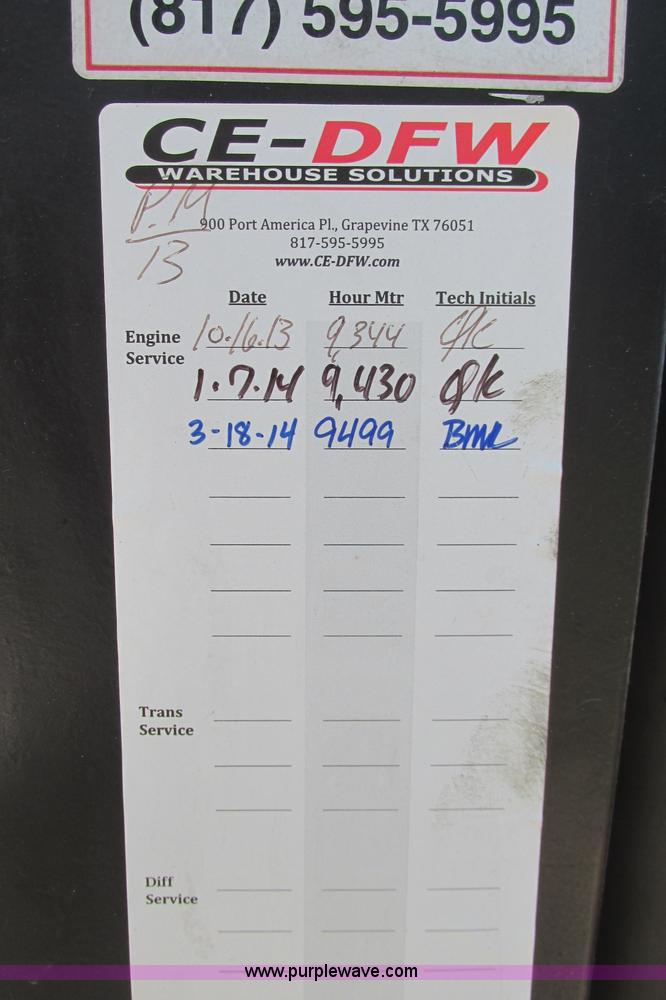 (817) 595-5995
CE-DFW
WAREHOUSE SOLUTIONS
P.M
13
900 Port America Pl., Grapevine TX 76051
817-595-5995
www.CE-DFW.com
Date Hour Mtr Tech Initials
Engine Service 10.16.13 9,344
1.7.14 9,430
3-18-14 9499 BML
Trans
Service
Diff
Service
www.purplewave.com